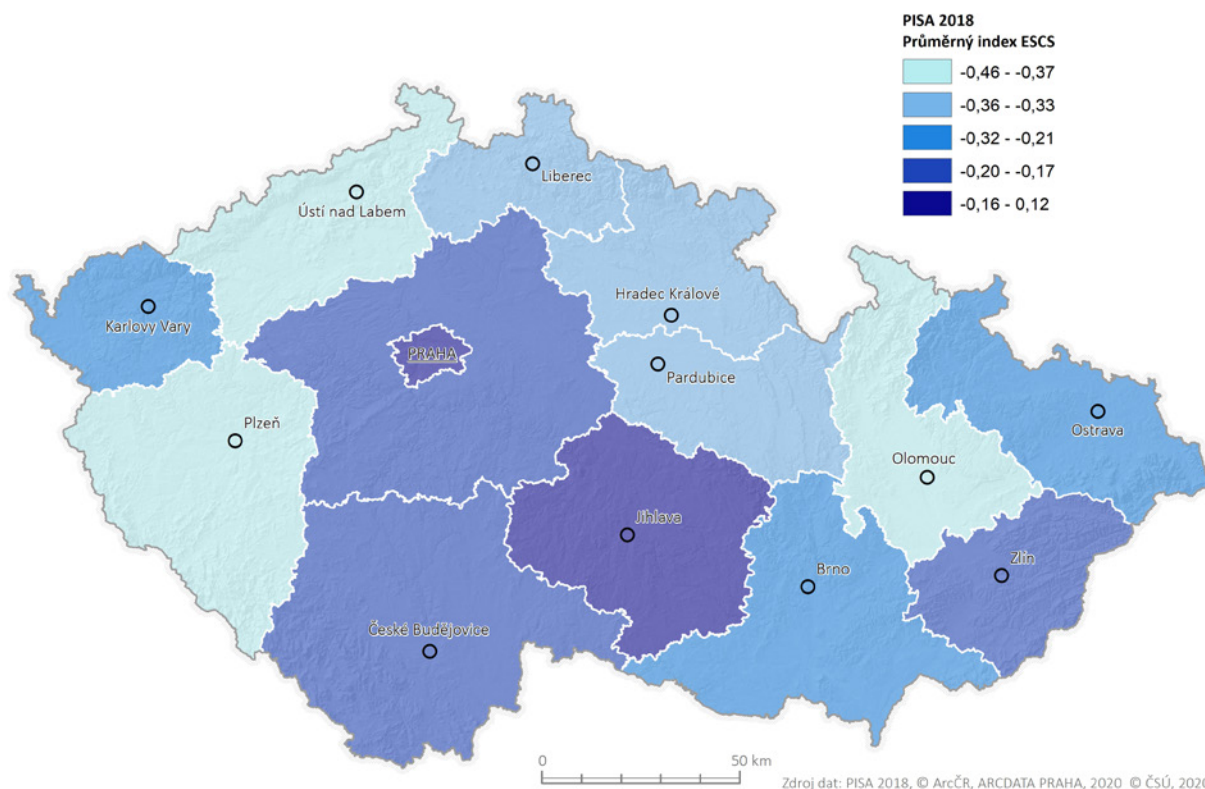 PISA 2018
Průměrný index ESCS
-0,46 - -0,37
-0,36 - -0,33
-0,32 - -0,21
-0,20 - -0,17
-0,16 - 0,12
Liberec
Ústí nad Labem
Hradec Králové
Karlovy Vary
PRAHA
Pardubice
Plzeň
Ostrava
Olomouc
Jihlava
Brno
Zlín
České Budějovice
0 50 km
Zdroj dat: PISA 2018, © ArcČR, ARCDATA PRAHA, 2020 © ČSÚ, 2020